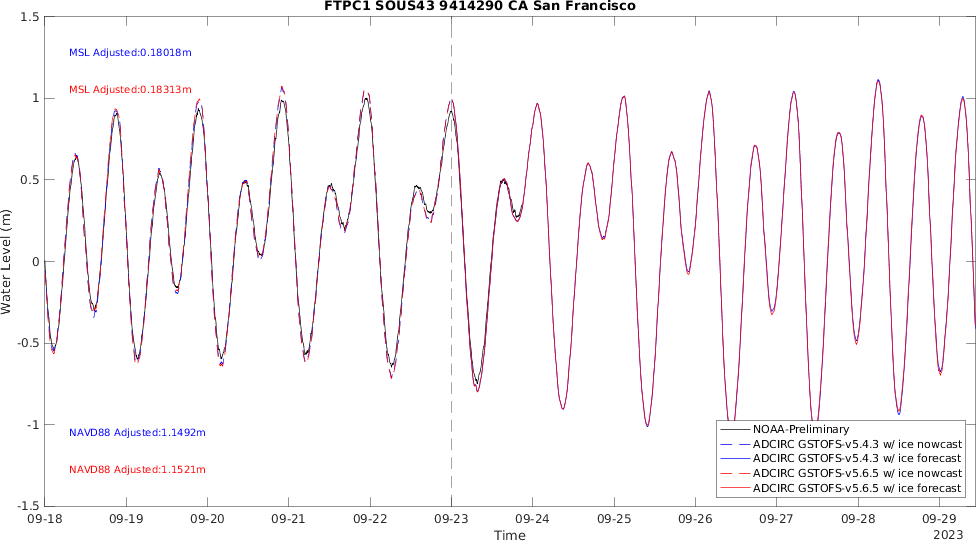 FTPC1 SOUS43 9414290 CA San Francisco
1.5
MSL Adjusted:0.18018m
MSL Adjusted:0.18313m
1
0.5
0
Water Level (m)
-0.5
-1
NAVD88 Adjusted:1.1492m
NAVD88 Adjusted:1.1521m
-1.5
NOAA-Preliminary
ADCIRC GSTOFS-v5.4.3 w/ ice nowcast
ADCIRC GSTOFS-v5.4.3 w/ ice forecast
ADCIRC GSTOFS-v5.6.5 w/ ice nowcast
ADCIRC GSTOFS-v5.6.5 w/ ice forecast
09-18 09-19 09-20 09-21 09-22 09-23 09-24 09-25 09-26 09-27 09-28 09-29
Time
2023